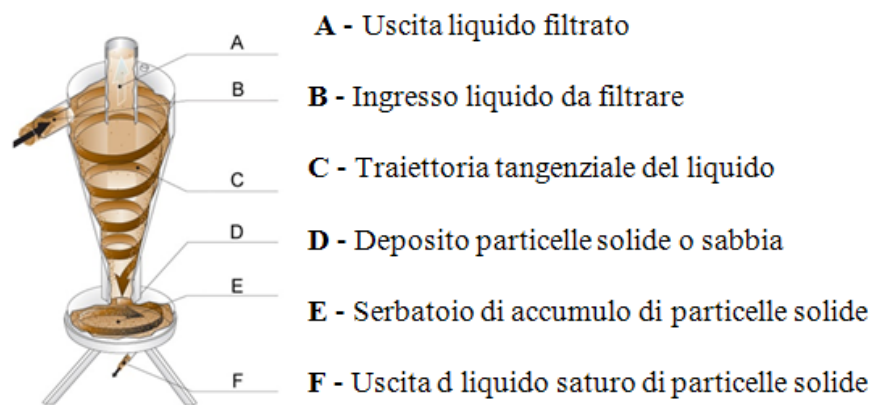 A
A - Uscita liquido filtrato
B
B - Ingresso liquido da filtrare
C
C - Traiettoria tangenziale del liquido
D
D - Deposito particelle solide o sabbia
E
E - Serbatoio di accumulo di particelle solide
F
F - Uscita d liquido saturo di particelle solide